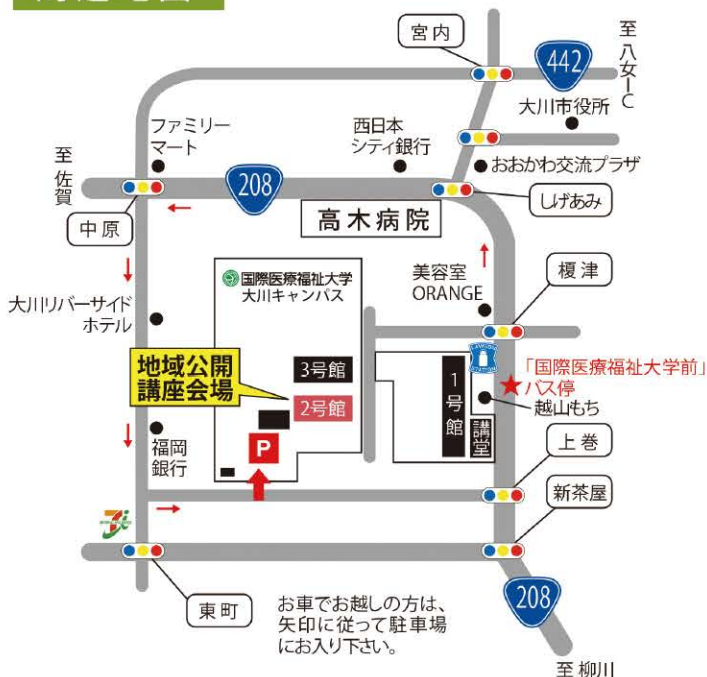 宮内
442
至八女IC
大川市役所
ファミリー
マート
西日本
シティ銀行
おおかわ交流プラザ
至佐賀
208
しげあみ
中原
高木病院
国際医療福祉大学
大川キャンパス
美容室
ORANGE
榎津
大川リバーサイド
ホテル
地域公開
講座会場
3号館
2号館
1号館
LAWSON
STATION
「国際医療福祉大学前」
バス停
越山もち
講堂
福岡
銀行
P
上巻
新茶屋
東町
お車でお越しの方は、
矢印に従って駐車場
にお入り下さい。
208
至柳川